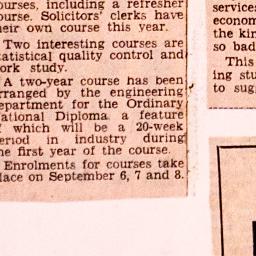 ourses, including a refresher
ourse. Solicitors' clerks have
heir own course this year.
Two interesting courses are
tatistical quality control and
ork study.
A two-year course has been
rranged by the engineering
epartment for the Ordinary
ational Diploma, a feature
f which will be a 20-week
eriod in industry during
he first year of the course.
Enrolments for courses take
lace on September 6, 7 and 8.
services
econom
the kin
so bad
This
ing stu
to sugg